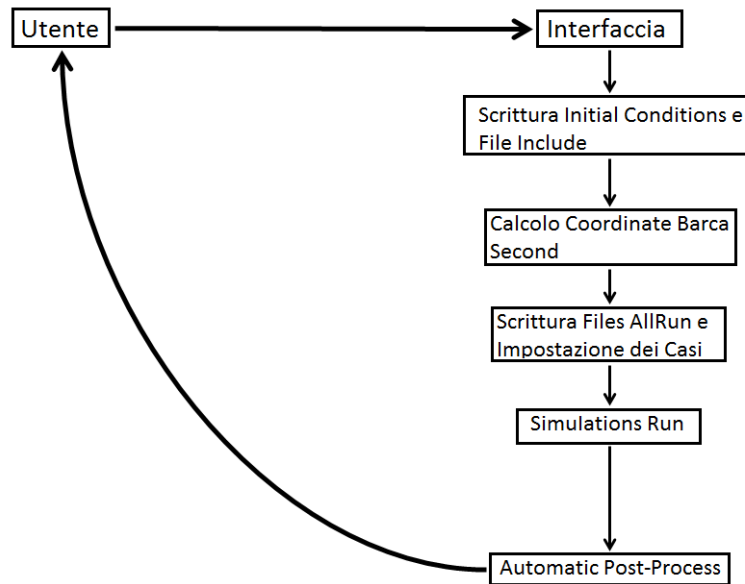 Utente
Interfaccia
Scrittura Initial Conditions e
File Include
Calcolo Coordinate Barca
Second
Scrittura Files AllRun e
Impostazione dei Casi
Simulations Run
Automatic Post-Process